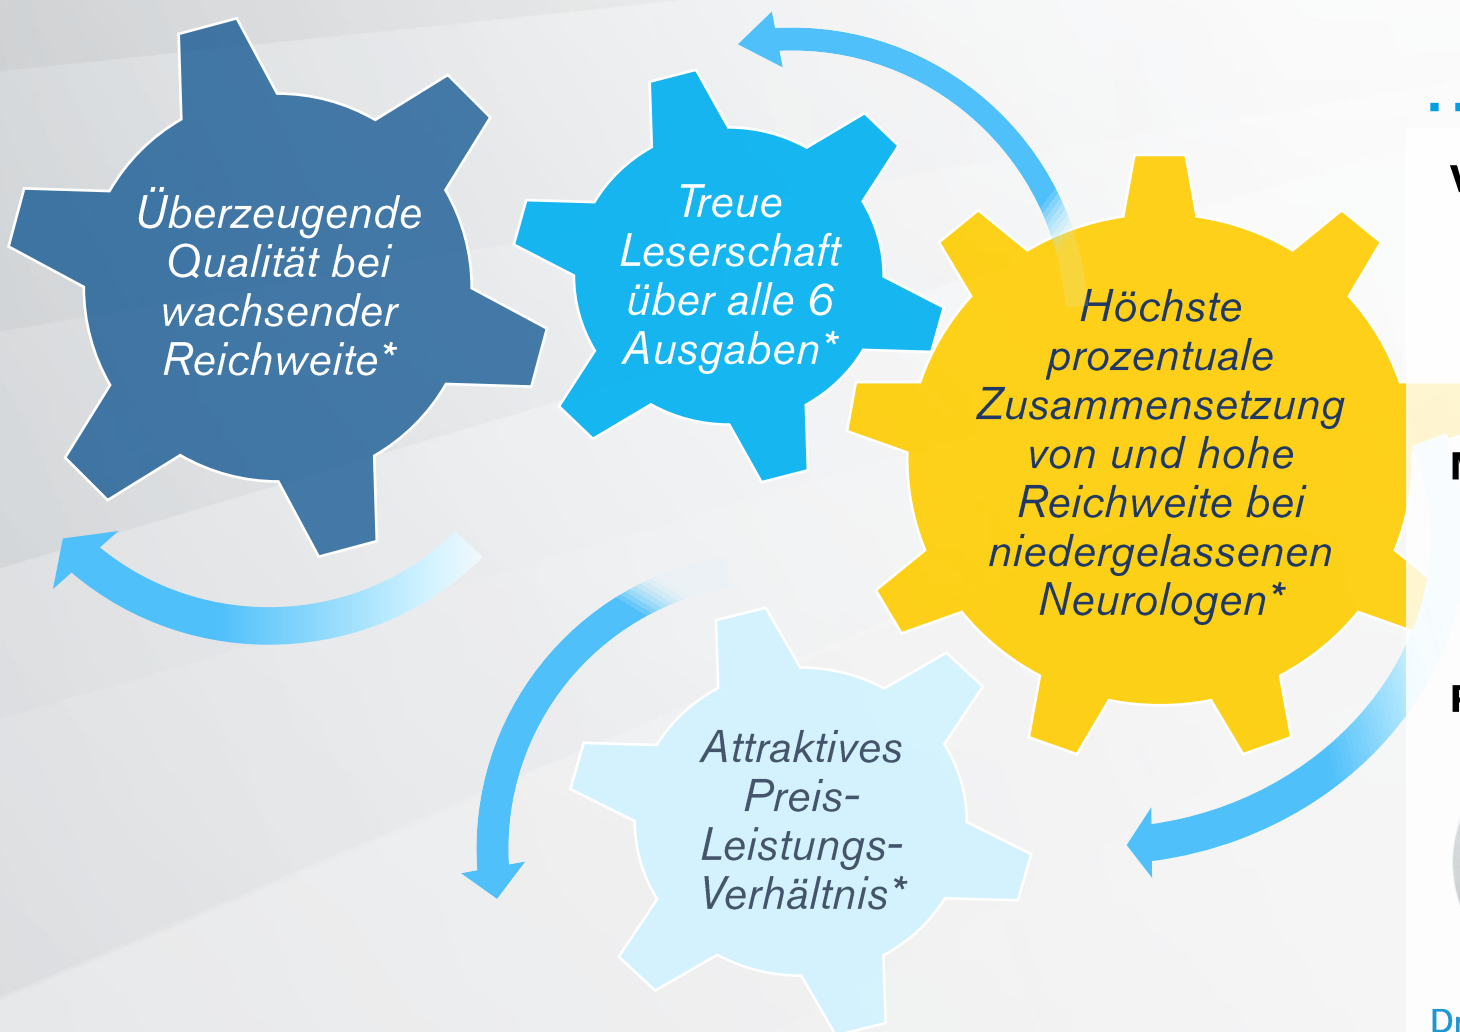 Überzeugende
Qualität bei
wachsender
Reichweite*
Treue
Leserschaft
über alle 6
Ausgaben*
Höchste
prozentuale
Zusammensetzung
von und hohe
Reichweite bei
niedergelassenen
Neurologen*
Attraktives
Preis-
Leistungs-
Verhältnis*